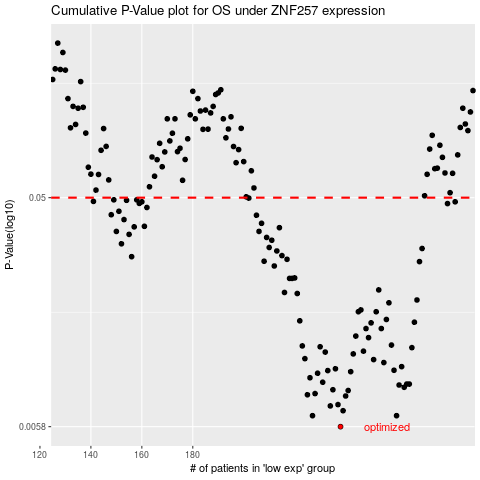 Cumulative P-Value plot for OS under ZNF257 expression
P-Value(log10)
0.05
0.0058
optimized
120 140 160 180
# of patients in 'low exp' group